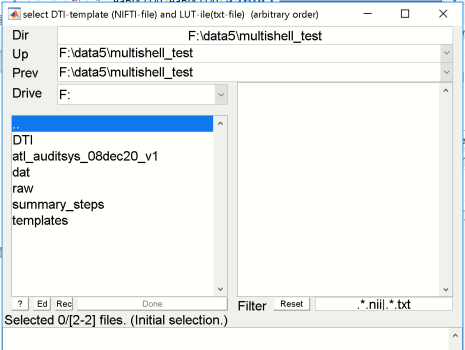 select DTI-template (NIFTI-file) and LUT-ile(txt-file) (arbitrary order)
Dir F:\data5\multishell_test
Up F:\data5\multishell_test
Prev F:\data5\multishell_test
Drive F:
..
DTI
atl_auditsys_08dec20_v1
dat
raw
summary_steps
templates
? Ed Rec Done Filter Reset .*.nii|.*.txt
Selected 0/[2-2] files. (Initial selection.)